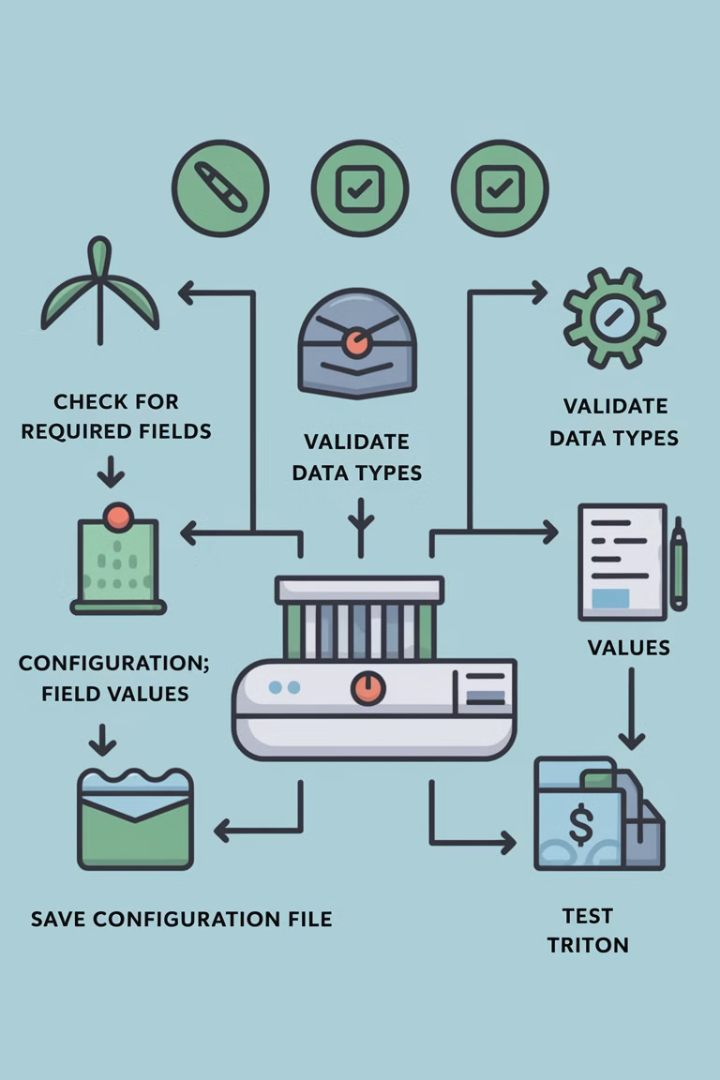 CHECK FOR
REQUIRED FIELDS
VALIDATE
DATA TYPES
VALIDATE
DATA TYPES
CONFIGURATION;
FIELD VALUES
VALUES
$
SAVE CONFIGURATION FILE
TEST
TRITON